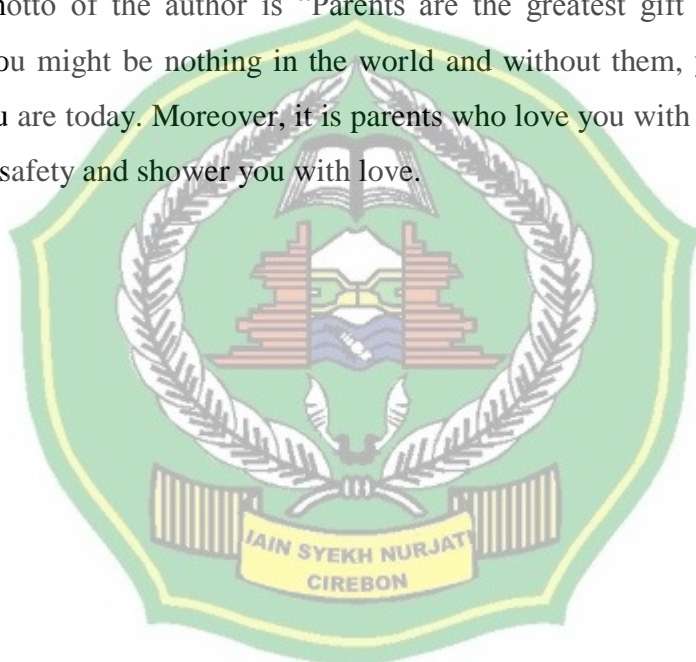 notto of the author is “Parents are the greatest gift
ou might be nothing in the world and without them,
u are today. Moreover, it is parents who love you with
safety and shower you with love.
IAIN SYEKH NURJATI
CIREBON